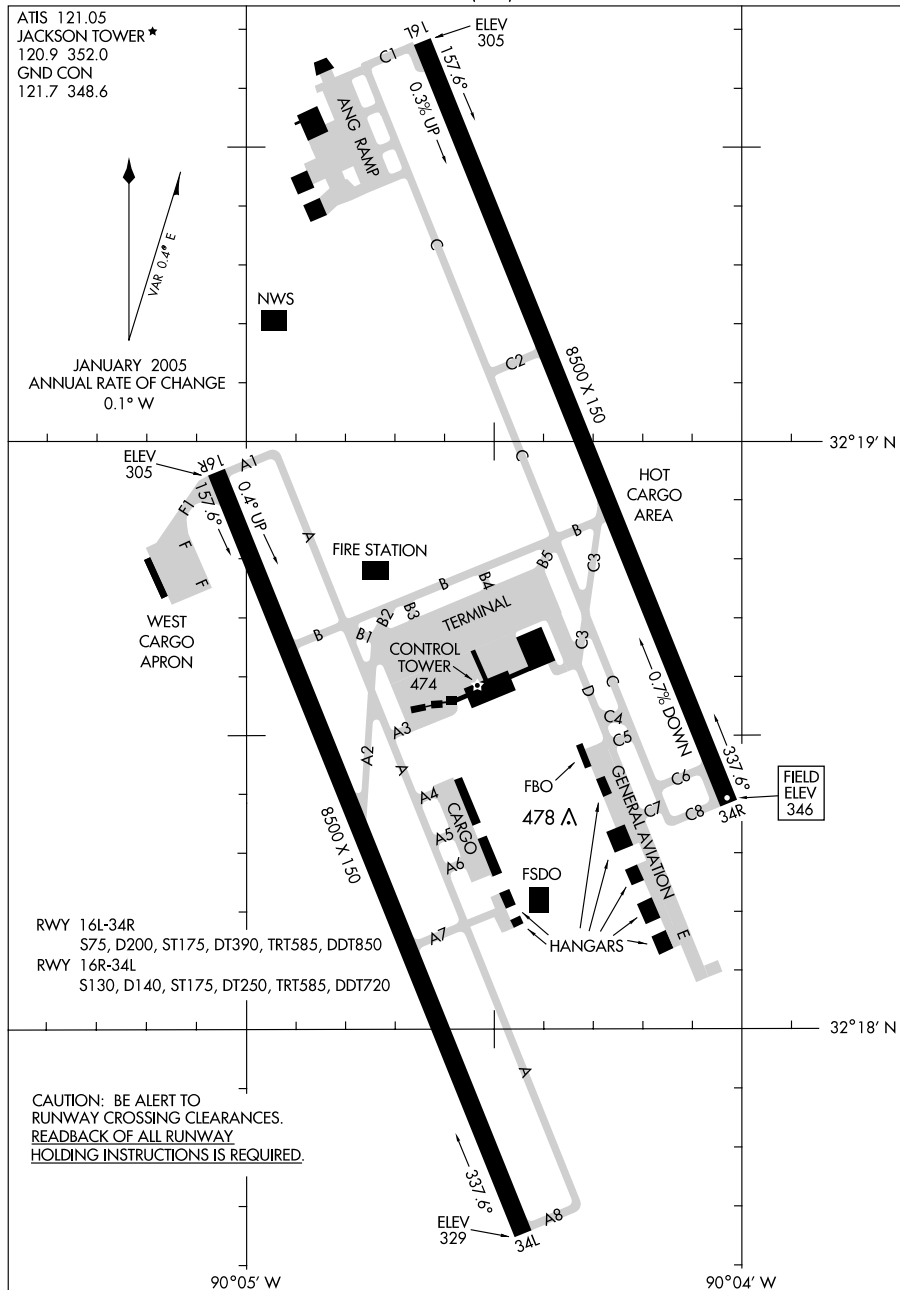 ATIS 121.05
JACKSON TOWER★
120.9 352.0
GND CON
121.7 348.6
VAR 0.4° E
JANUARY 2005
ANNUAL RATE OF CHANGE
0.1° W
16L
ELEV
305
157.6°
0.3% UP
C1
ANG RAMP
C
NWS
C2
8500 X 150
32°19' N
C
HOT
CARGO
AREA
ELEV
305
16R
A1
157.6°
0.4° UP
F1
F
F
A
WEST
CARGO
APRON
FIRE STATION
B
B1
B2
B3
B
B4
B5
B
C3
TERMINAL
CONTROL
TOWER
474
C3
D
C
C4
C5
0.7% DOWN
337.6°
A2
A3
A
A4
A5
A6
CARGO
FBO
478
GENERAL AVIATION
C6
C7
C8
34R
FIELD
ELEV
346
8500 X 150
FSDO
HANGARS
E
A7
RWY 16L-34R
S75, D200, ST175, DT390, TRT585, DDT850
RWY 16R-34L
S130, D140, ST175, DT250, TRT585, DDT720
32°18' N
A
CAUTION: BE ALERT TO
RUNWAY CROSSING CLEARANCES.
READBACK OF ALL RUNWAY
HOLDING INSTRUCTIONS IS REQUIRED.
337.6°
ELEV
329
34L
A8
90°05' W
90°04' W